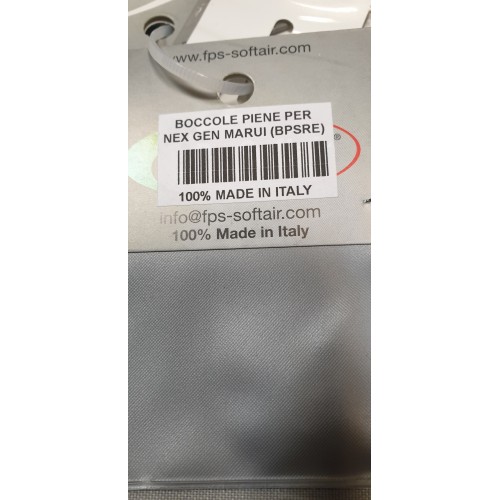 www.fps-softair.com
BOCCOLE PIENE PER
NEX GEN MARUI (BPSRE)
®
100% MADE IN ITALY
info@fps-softair.com
100% Made in Italy